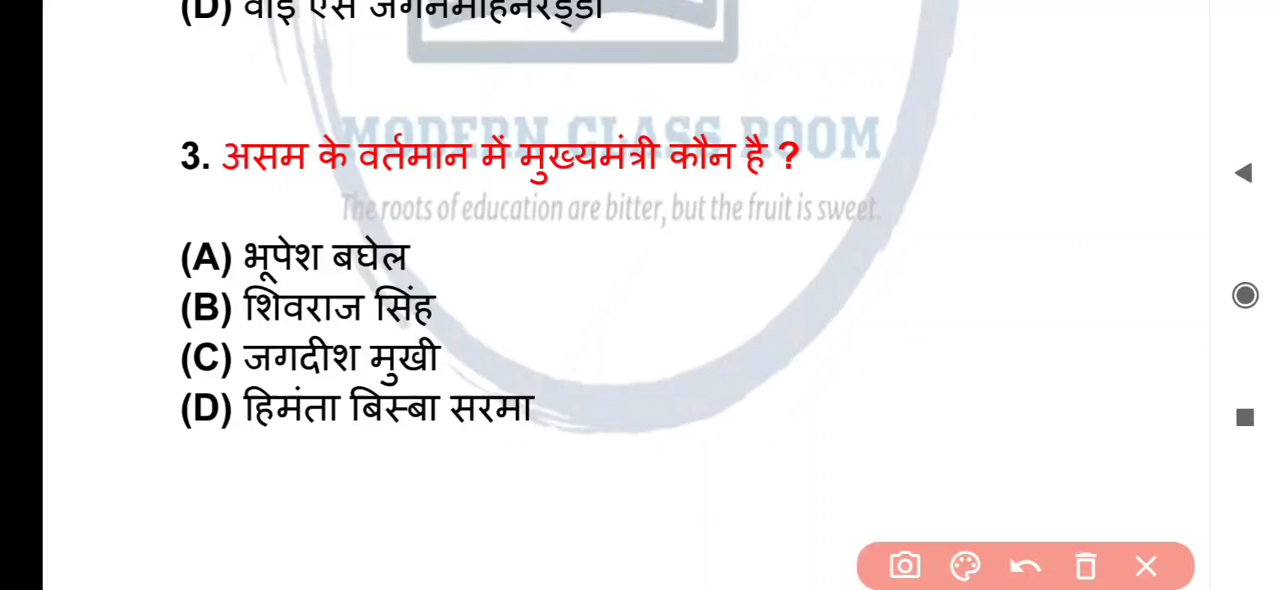 (D) वाई एस जगनमोहनरेड्डी
MODERN CLASS ROOM
3. असम के वर्तमान में मुख्यमंत्री कौन है ?
The roots of education are bitter, but the fruit is sweet.
(A) भूपेश बघेल
(B) शिवराज सिंह
(C) जगदीश मुखी
(D) हिमंता बिस्बा सरमा